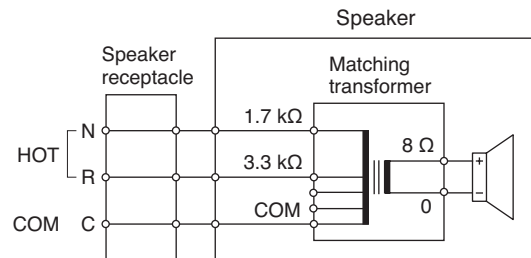 Speaker
Speaker
receptacle
Matching
transformer
N
1.7 kΩ
8 Ω
HOT
+
R
3.3 kΩ
−
COM
0
COM C